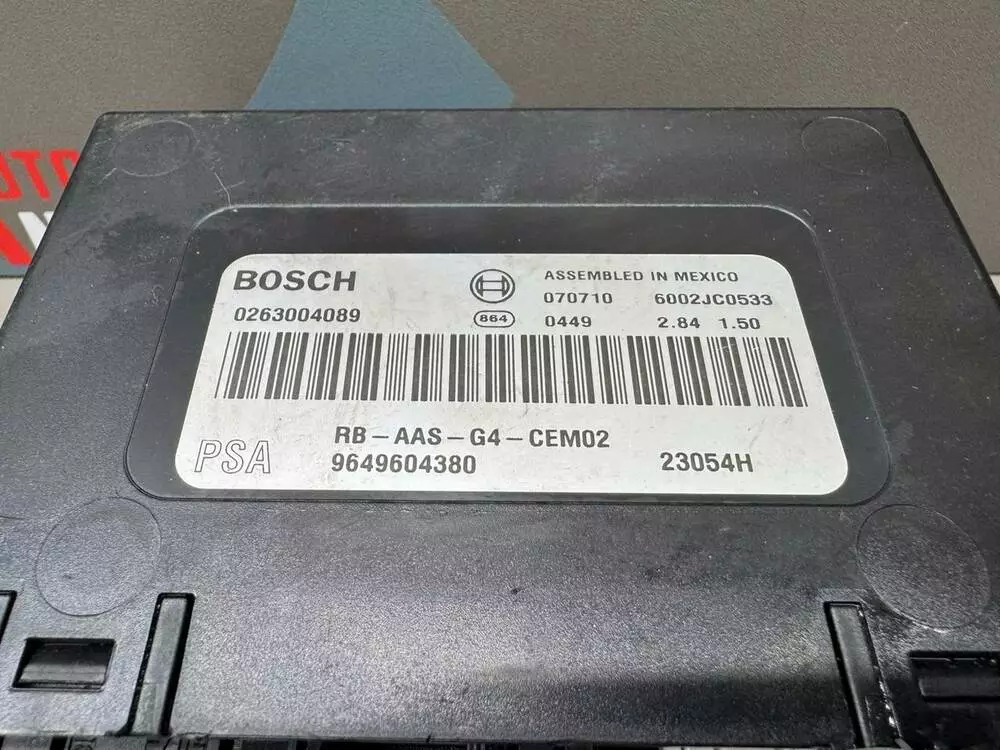 BOSCH
ASSEMBLED IN MEXICO
070710 6002JC0533
0263004089
864
0449 2.84 1.50
RB-AAS-G4-CEM02
PSA
9649604380 23054H